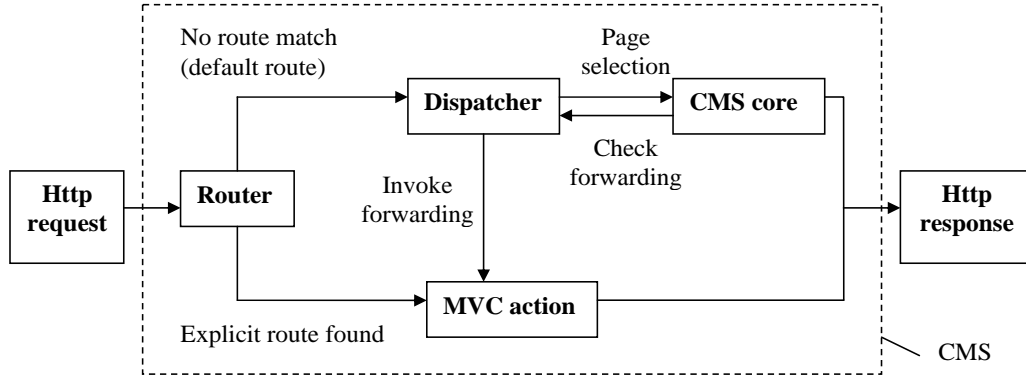 No route match
(default route)
Page
selection
Dispatcher
CMS core
Check
forwarding
Http
request
Router
Invoke
forwarding
Http
response
MVC action
Explicit route found
CMS